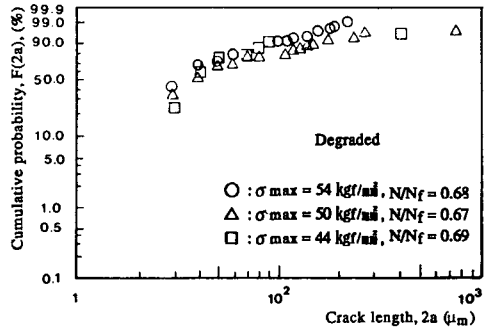 Cumulative probability, F(2a), (%)
99.9
99.0
90.0
50.0
10.0
5.0
1.0
0.5
0.1
Degraded
○ : σ max = 54 kgf/mm², N/Nf = 0.68
△ : σ max = 50 kgf/mm², N/Nf = 0.67
□ : σ max = 44 kgf/mm², N/Nf = 0.69
1
10²
10³
Crack length, 2a (μm)